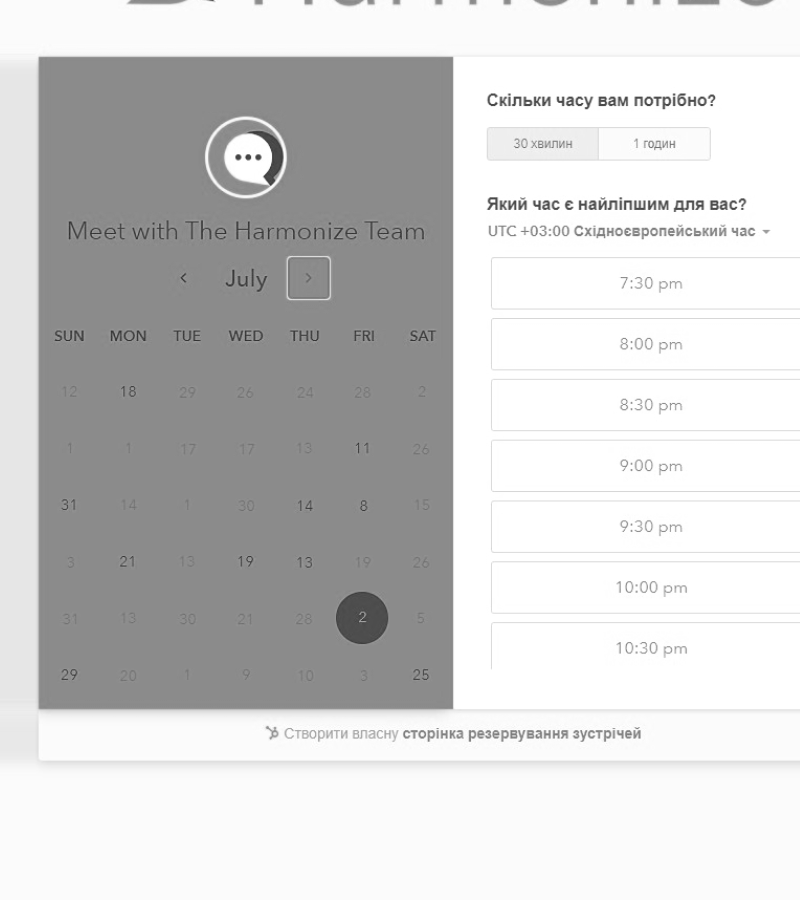 Meet with The Harmonize Team
July
SUN MON TUE WED THU FRI SAT
12 18 29 26 24 28 2
1 1 17 17 13 11 26
31 14 1 30 14 8 15
3 21 13 19 13 19 26
31 13 30 21 28 2 5
29 20 1 9 10 3 25
Скільки часу вам потрібно?
30 хвилин 1 годин
Який час є найліпшим для вас?
UTC +03:00 Східноєвропейський час
7:30 pm
8:00 pm
8:30 pm
9:00 pm
9:30 pm
10:00 pm
10:30 pm
Створити власну сторінка резервування зустрічей